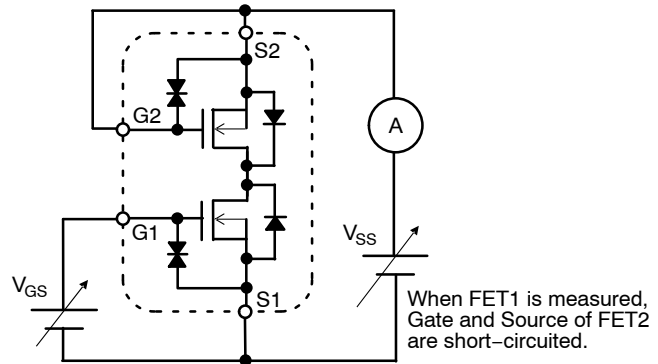 S2
G2
A
G1
VSS
VGS
S1
When FET1 is measured,
Gate and Source of FET2
are short−circuited.